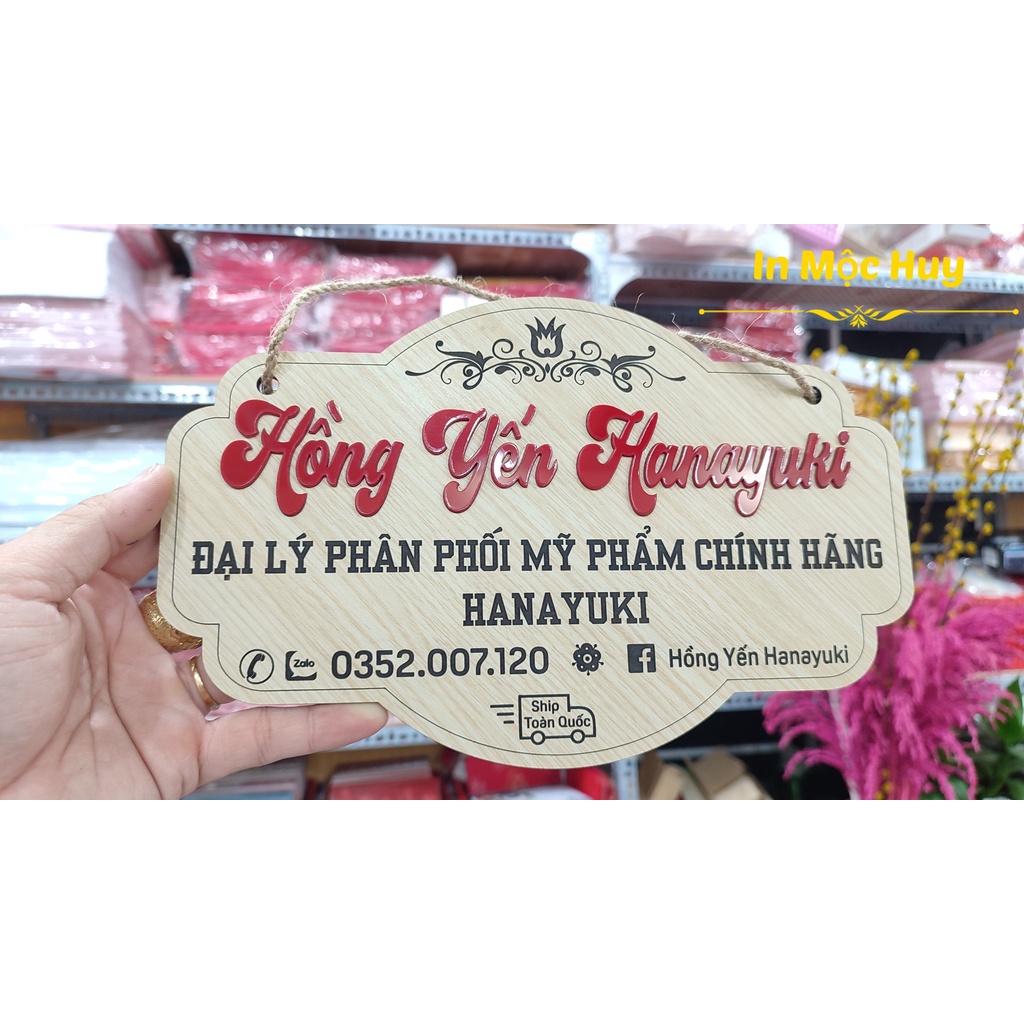 In Mộc Huy
Hồng Yến Hanayuki
ĐẠI LÝ PHÂN PHỐI MỸ PHẨM CHÍNH HÃNG
HANAYUKI
Zalo 0352.007.120 Hồng Yến Hanayuki
Ship
Toàn Quốc